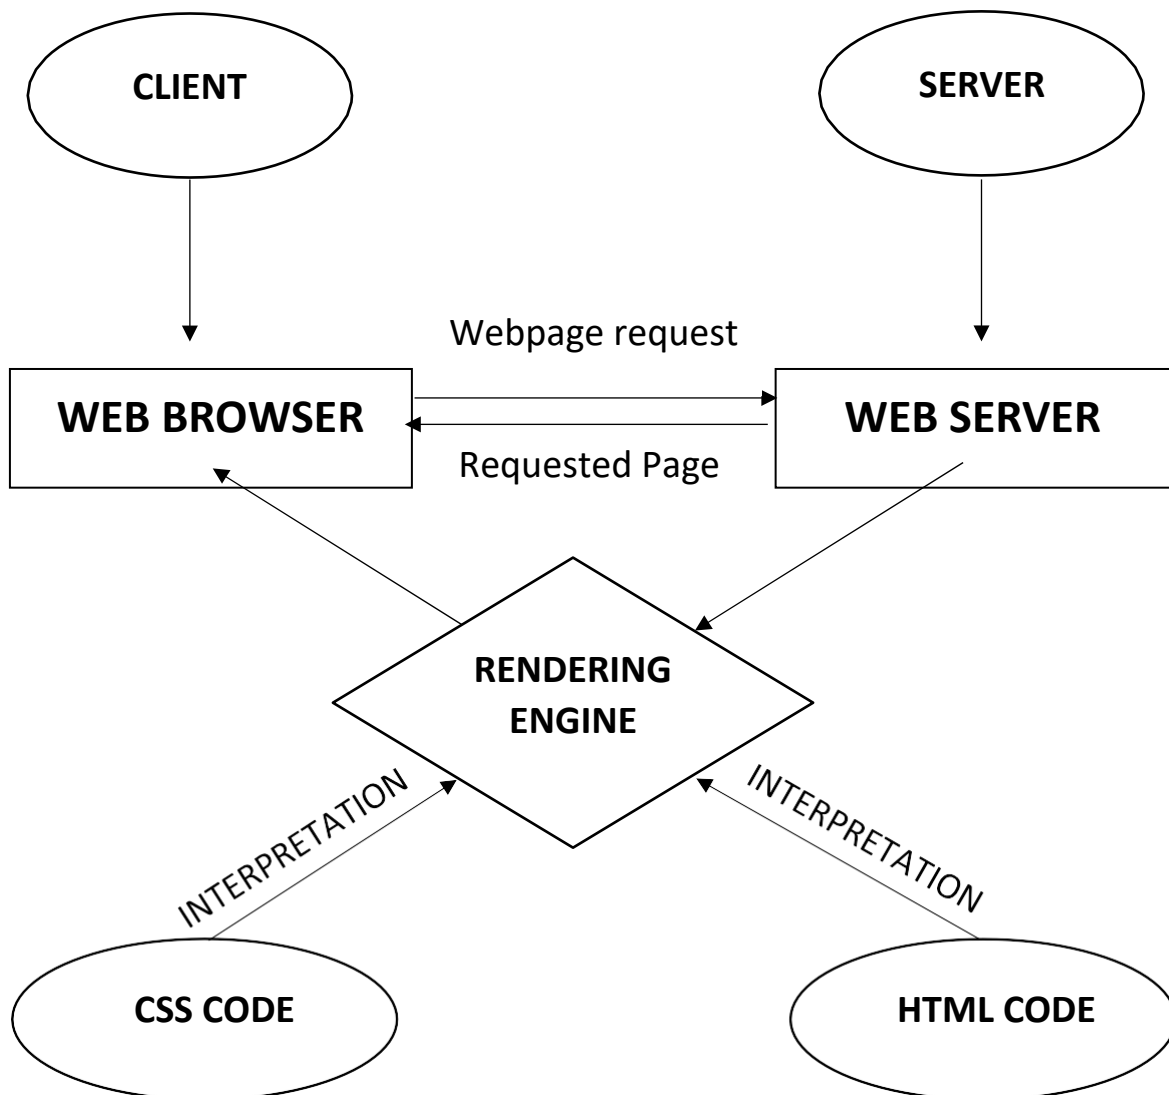 CLIENT
SERVER
Webpage request
WEB BROWSER
WEB SERVER
Requested Page
RENDERING
ENGINE
INTERPRETATION
INTERPRETATION
CSS CODE
HTML CODE